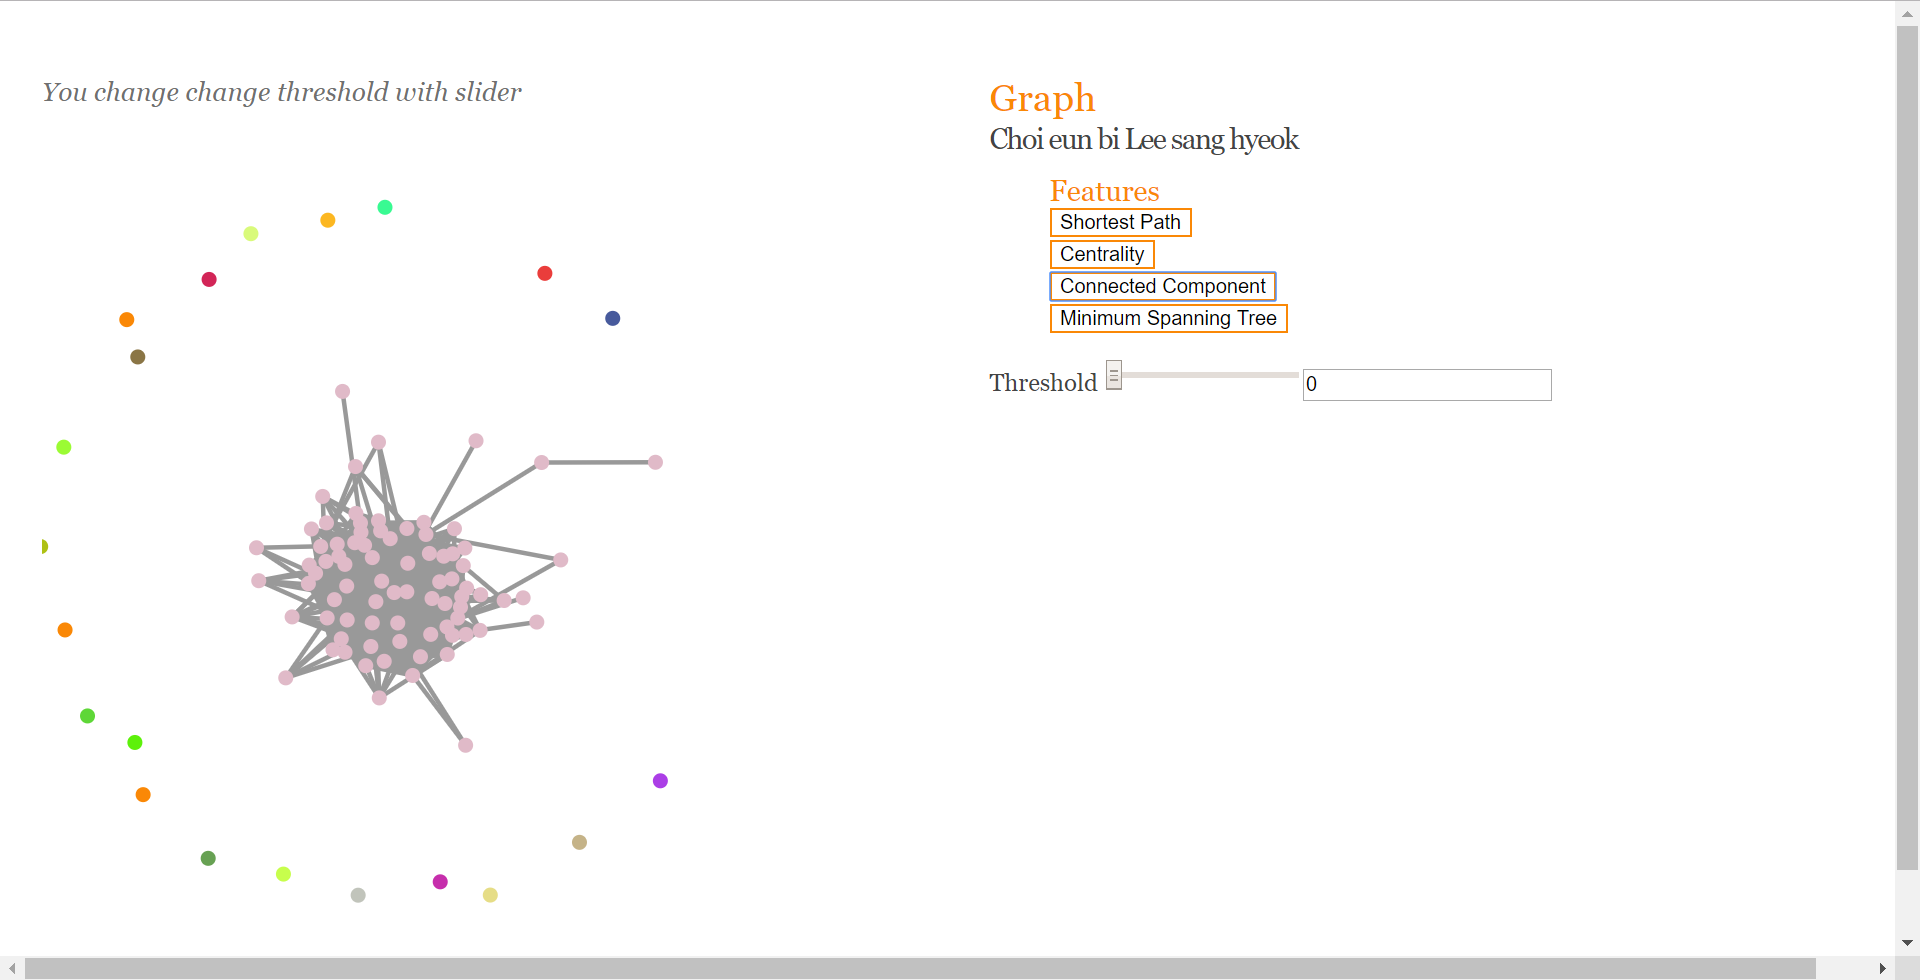 You change change threshold with slider
Graph
Choi eun bi Lee sang hyeok
Features
Shortest Path
Centrality
Connected Component
Minimum Spanning Tree
Threshold 0